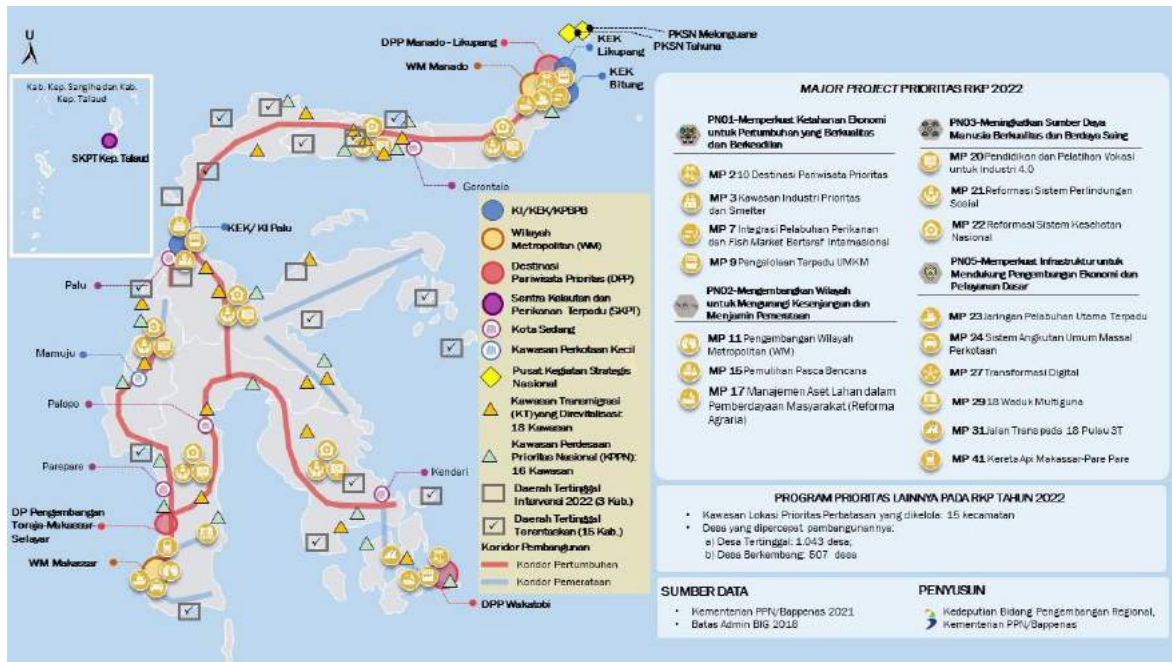 U
Kab. Kep. Sangihe dan Kab.
Kep. Talaud
SKPT Kep. Talaud
DPP Manado - Likupang
WM Manado
PKSN Melonguane
PKSN Tahuna
KEK
Likupang
KEK
Bitung
Gorontalo
KEK/ KI Palu
Palu
Mamuju
Palopo
Parepare
DP Pengembangan
Toraja-Makassar-
Selayar
WM Makassar
Kendari
DPP Wakatobi
KI/KEK/KPBPB
Wilayah
Metropolitan (WM)
Destinasi
Pariwisata Prioritas (DPP)
Sentra Kelautan dan
Perikanan Terpadu (SKPT)
Kota Sedang
Kawasan Perkotaan Kecil
Pusat Kegiatan Strategis
Nasional
Kawasan Transmigrasi
(KT) yang Direvitalisasi:
18 Kawasan
Kawasan Perdesaan
Prioritas Nasional (KPPN):
16 Kawasan
Daerah Tertinggal
Intervensi 2022 (3 Kab.)
Daerah Tertinggal
Terentaskan (15 Kab.)
Koridor Pembangunan
Koridor Pertumbuhan
Koridor Pemerataan
MAJOR PROJECT PRIORITAS RKP 2022
PN01-Memperkuat Ketahanan Ekonomi
untuk Pertumbuhan yang Berkualitas
dan Berkeadilan
MP 2 10 Destinasi Pariwisata Prioritas
MP 3 Kawasan Industri Prioritas
dan Smelter
MP 7 Integrasi Pelabuhan Perikanan
dan Fish Market Bertaraf Internasional
MP 9 Pengelolaan Terpadu UMKM
PN02-Mengembangkan Wilayah
untuk Mengurangi Kesenjangan dan
Menjamin Pemerataan
MP 11 Pengembangan Wilayah
Metropolitan (WM)
MP 15 Pemulihan Pasca Bencana
MP 17 Manajemen Aset Lahan dalam
Pemberdayaan Masyarakat (Reforma
Agraria)
PN03-Meningkatkan Sumber Daya
Manusia Berkualitas dan Berdaya Saing
MP 20 Pendidikan dan Pelatihan Vokasi
untuk Industri 4.0
MP 21 Reformasi Sistem Perlindungan
Sosial
MP 22 Reformasi Sistem Kesehatan
Nasional
PN05-Memperkuat Infrastruktur untuk
Mendukung Pengembangan Ekonomi dan
Pelayanan Dasar
MP 23 Jaringan Pelabuhan Utama Terpadu
MP 24 Sistem Angkutan Umum Massal
Perkotaan
MP 27 Transformasi Digital
MP 29 18 Waduk Multiguna
MP 31 Jalan Trans pada 18 Pulau 3T
MP 41 Kereta Api Makassar-Pare Pare
PROGRAM PRIORITAS LAINNYA PADA RKP TAHUN 2022
• Kawasan Lokasi Prioritas Perbatasan yang dikelola: 15 kecamatan
• Desa yang dipercepat pembangunannya:
a) Desa Tertinggal: 1.043 desa;
b) Desa Berkembang: 507 desa
SUMBER DATA
• Kementerian PPN/Bappenas 2021
• Batas Admin BIG 2018
PENYUSUN
Kedeputian Bidang Pengembangan Regional,
Kementerian PPN/Bappenas